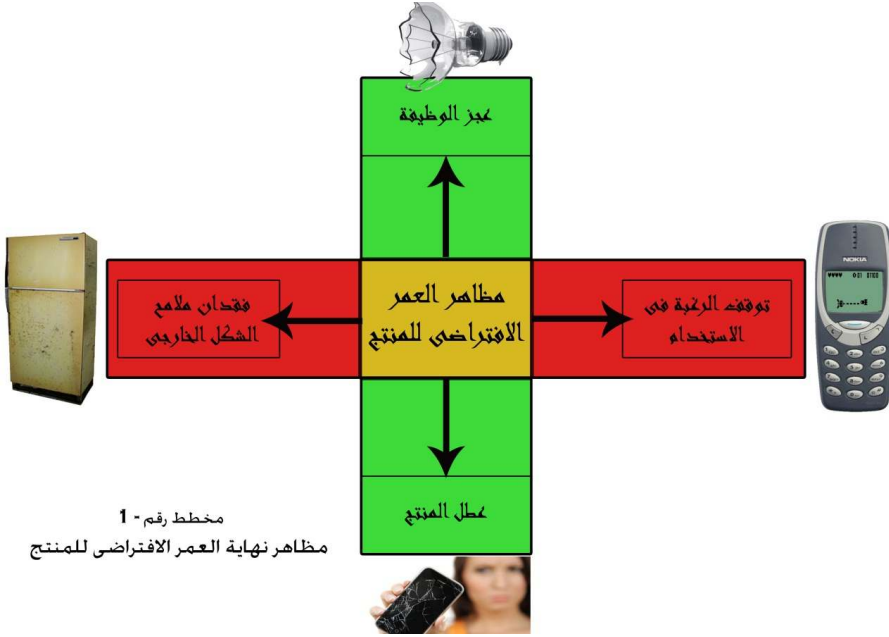 عجز الوظيفة
مظاهر العمر
الافتراضى للمنتج
توقف الرغبة فى
الاستخدام
فقدان ملامح
الشكل الخارجى
عطل المنتج
NOKIA
مخطط رقم - 1
مظاهر نهاية العمر الافتراضى للمنتج